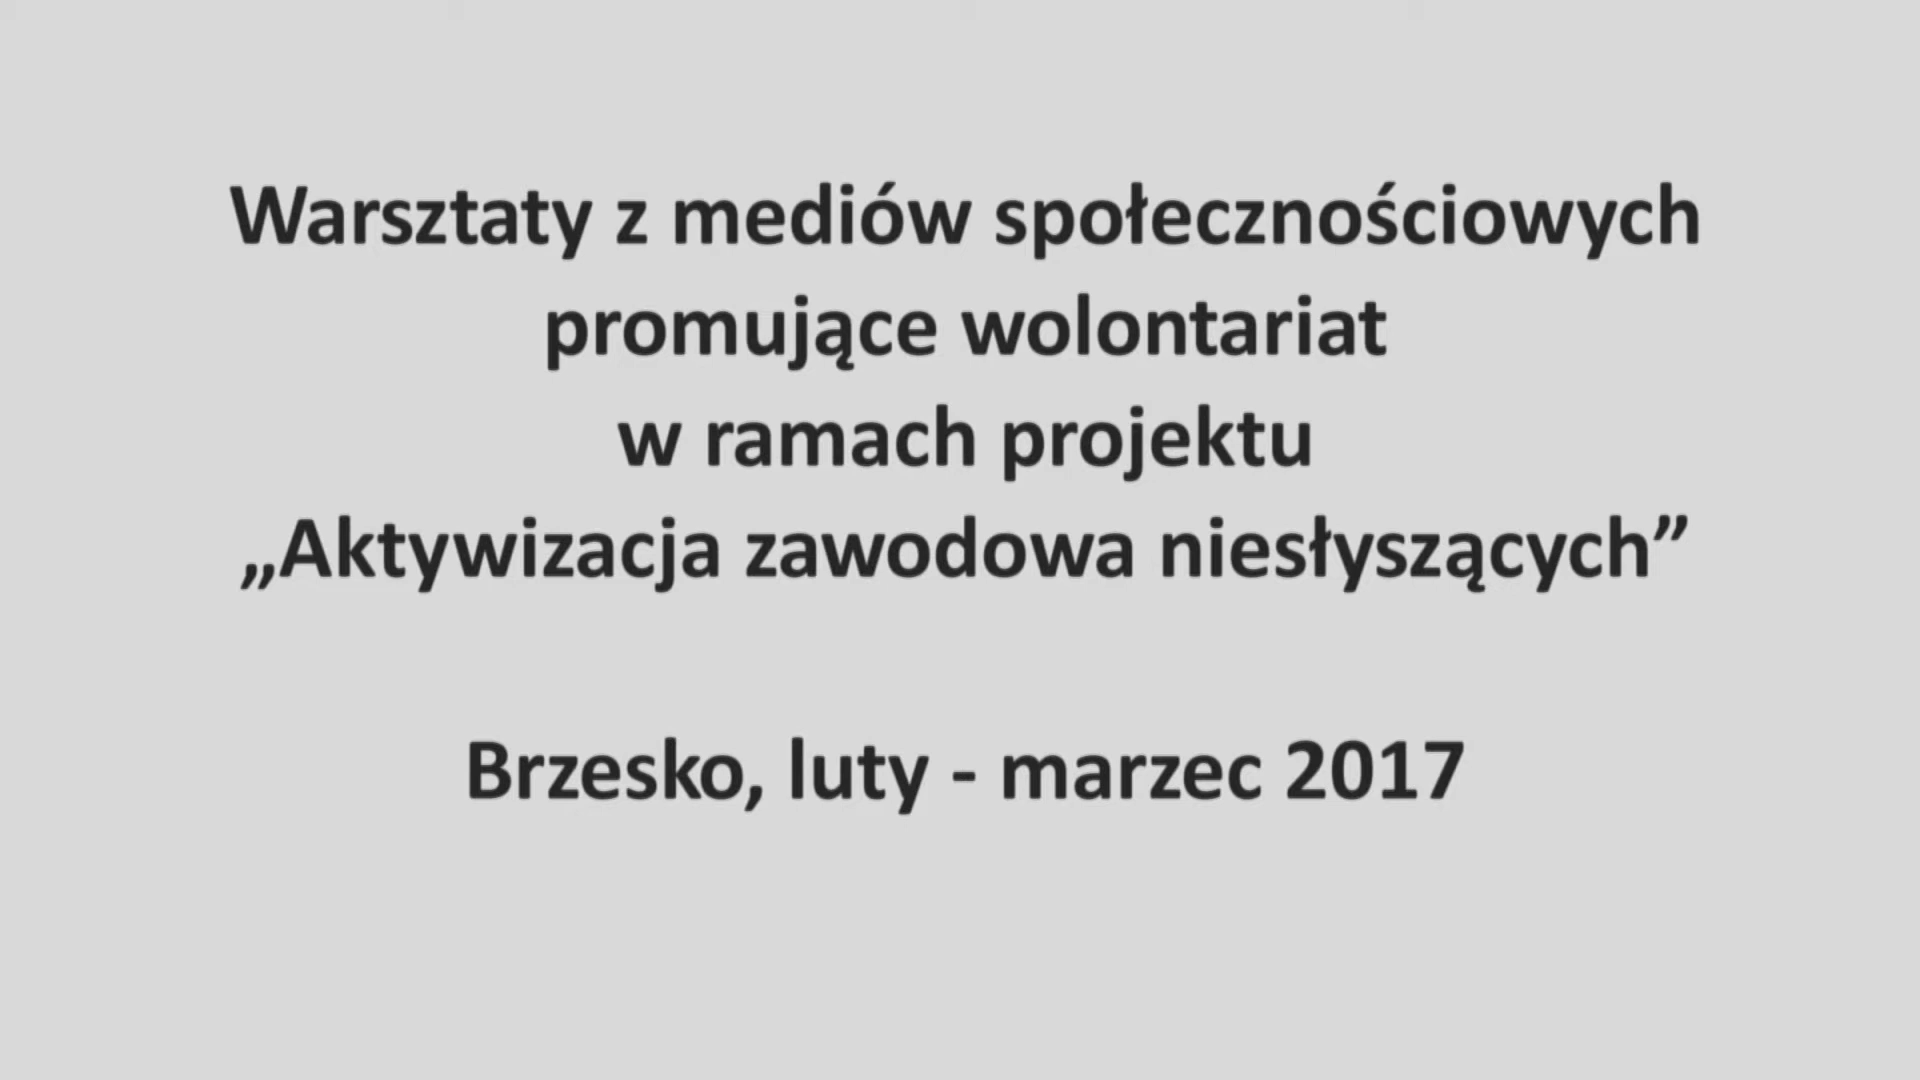 Warsztaty z mediów społecznościowych
promujące wolontariat
w ramach projektu
„Aktywizacja zawodowa niesłyszących”
Brzesko, luty - marzec 2017